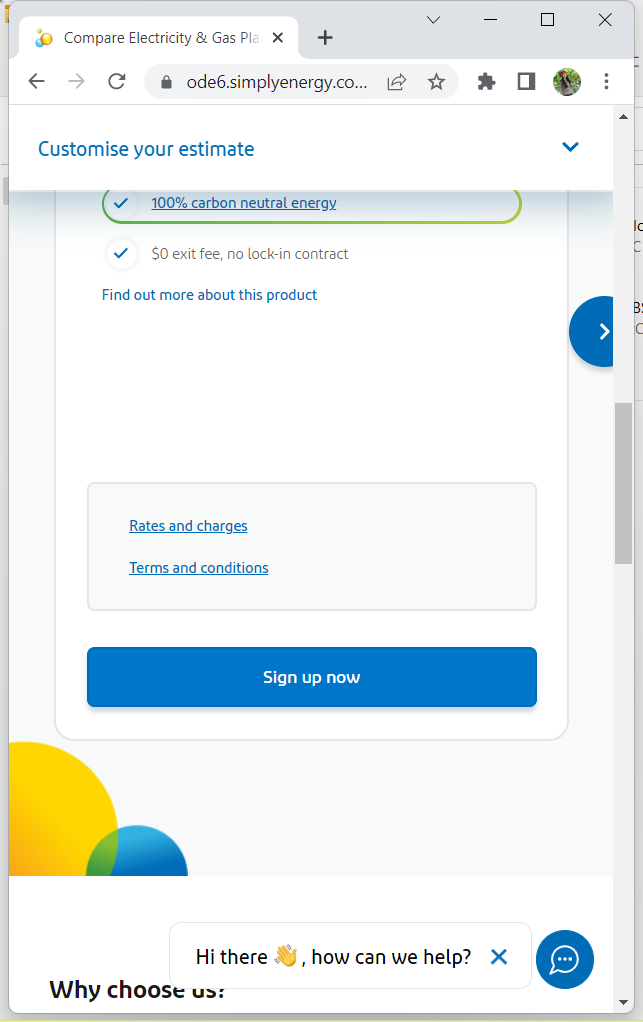 Compare Electricity & Gas Pla
ode6.simplyenergy.co...
Customise your estimate
100% carbon neutral energy
$0 exit fee, no lock-in contract
Find out more about this product
Rates and charges
Terms and conditions
Sign up now
Hi there 👋, how can we help?
Why choose us?